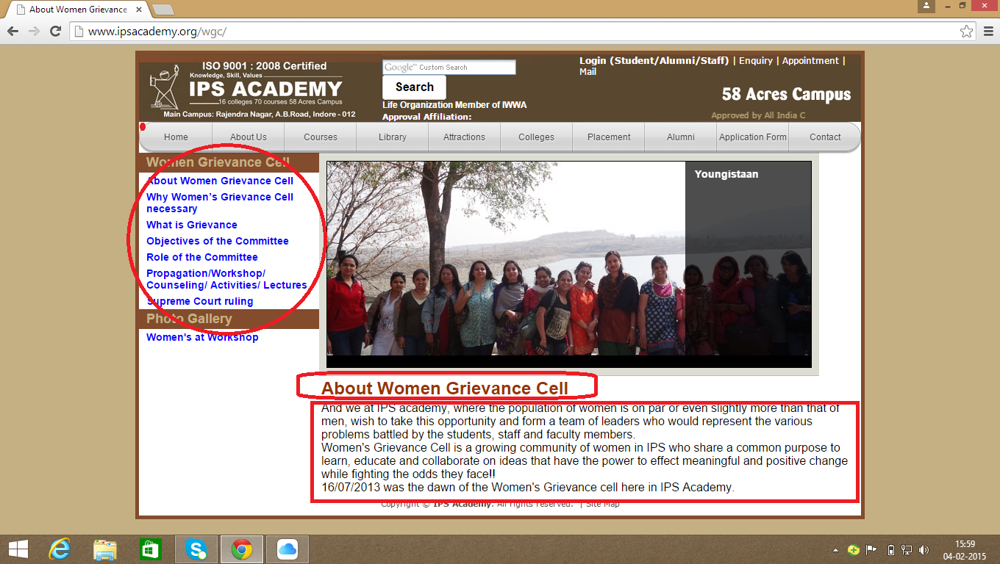 About Women Grievance
www.ipsacademy.org/wgc/
ISO 9001 : 2008 Certified
Knowledge, Skill, Values
IPS ACADEMY
16 colleges 70 courses 58 Acres Campus
Main Campus: Rajendra Nagar, A.B.Road, Indore - 012
Google™ Custom Search
Search
Life Organization Member of IWWA
Approval Affiliation:
Login (Student/Alumni/Staff) | Enquiry | Appointment |
Mail
58 Acres Campus
Approved by All India C
Home About Us Courses Library Attractions Colleges Placement Alumni Application Form Contact
Women Grievance Cell
About Women Grievance Cell
Why Women's Grievance Cell
necessary
What is Grievance
Objectives of the Committee
Role of the Committee
Propagation/Workshop/
Counseling/ Activities/ Lectures
Supreme Court ruling
Photo Gallery
Women's at Workshop
Youngistaan
About Women Grievance Cell
And we at IPS academy, where the population of women is on par or even slightly more than that of
men, wish to take this opportunity and form a team of leaders who would represent the various
problems battled by the students, staff and faculty members.
Women's Grievance Cell is a growing community of women in IPS who share a common purpose to
learn, educate and collaborate on ideas that have the power to effect meaningful and positive change
while fighting the odds they face!!
16/07/2013 was the dawn of the Women's Grievance cell here in IPS Academy.
Copyright © IPS Academy. All rights reserved. | Site Map
15:59
04-02-2015